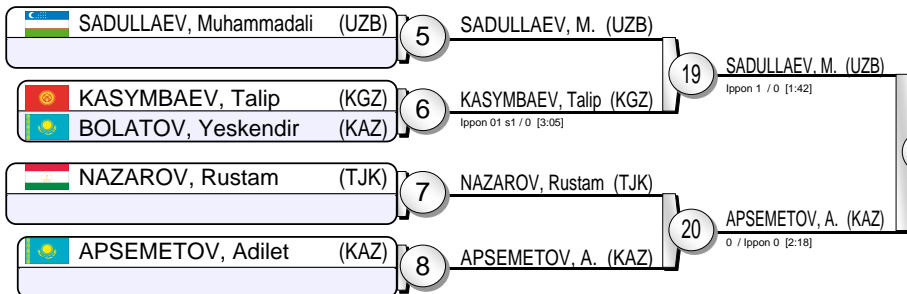 SADULLAEV, Muhammadali (UZB)
5
SADULLAEV, M. (UZB)
19
SADULLAEV, M. (UZB)
Ippon 1 / 0 [1:42]
KASYMBAEV, Talip (KGZ)
BOLATOV, Yeskendir (KAZ)
6
KASYMBAEV, Talip (KGZ)
Ippon 01 s1 / 0 [3:05]
NAZAROV, Rustam (TJK)
7
NAZAROV, Rustam (TJK)
20
APSEMETOV, A. (KAZ)
0 / Ippon 0 [2:18]
APSEMETOV, Adilet (KAZ)
8
APSEMETOV, A. (KAZ)